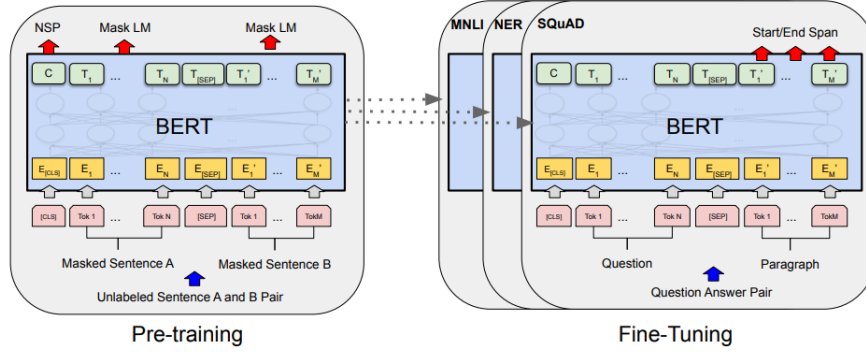 NSP Mask LM Mask LM
C T1 ... TN T[SEP] T1' ... TM'
BERT
E[CLS] E1 ... EN E[SEP] E1' ... EM'
[CLS] Tok 1 ... Tok N [SEP] Tok 1 ... TokM
Masked Sentence A Masked Sentence B
Unlabeled Sentence A and B Pair
Pre-training
MNLI NER SQuAD
Start/End Span
C T1 ... TN T[SEP] T1' ... TM'
BERT
E[CLS] E1 ... EN E[SEP] E1' ... EM'
[CLS] Tok 1 ... Tok N [SEP] Tok 1 ... TokM
Question Paragraph
Question Answer Pair
Fine-Tuning